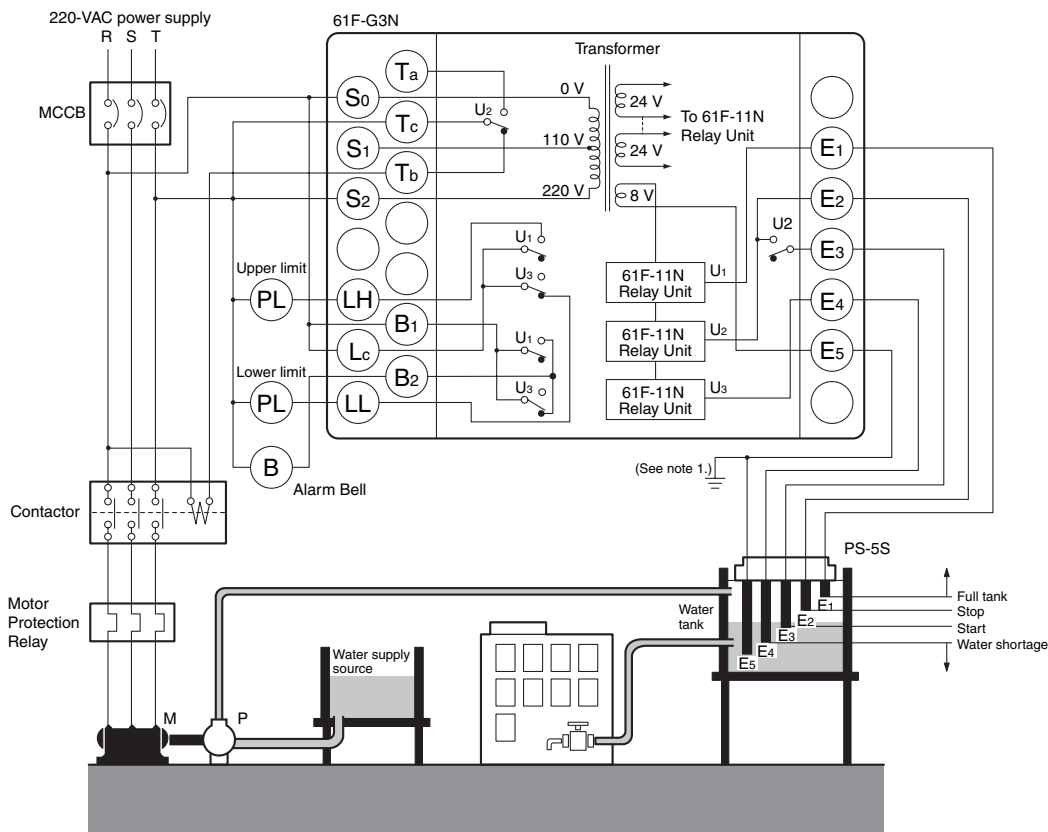 220-VAC power supply
R S T
MCCB
61F-G3N
Transformer
Ta
S0
Tc
S1
Tb
S2
U2
0 V
110 V
220 V
24 V
24 V
8 V
To 61F-11N
Relay Unit
E1
E2
U2
E3
E4
E5
Upper limit
PL
LH
B1
Lc
B2
Lower limit
PL
LL
B
Alarm Bell
U1
U3
U1
U3
61F-11N
Relay Unit
U1
61F-11N
Relay Unit
U2
61F-11N
Relay Unit
U3
(See note 1.)
Contactor
Motor
Protection
Relay
M
P
Water supply
source
Water
tank
PS-5S
E1
E2
E3
E4
E5
Full tank
Stop
Start
Water shortage